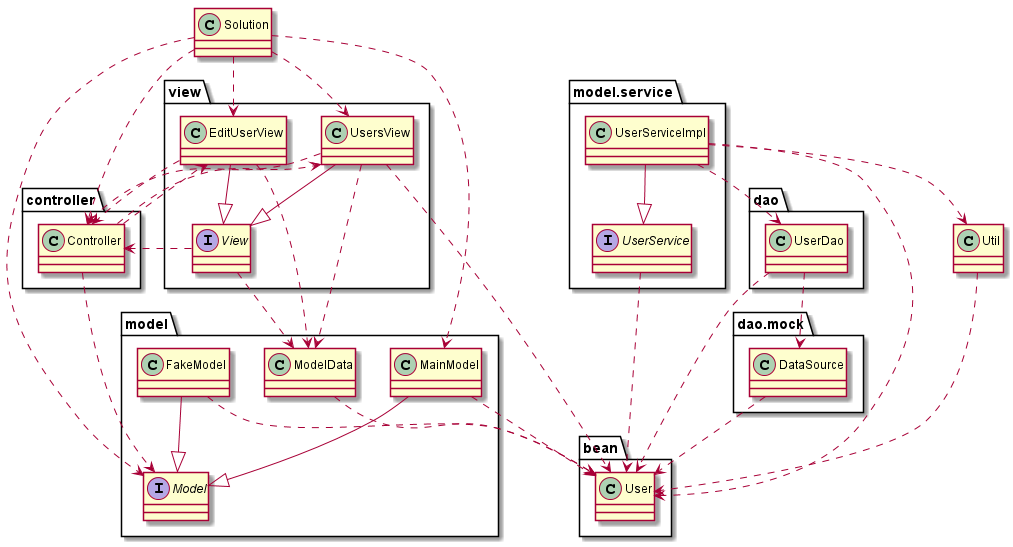 C Solution
view
C EditUserView
C UsersView
model.service
C UserServiceImpl
controller
C Controller
I View
I UserService
dao
C UserDao
C Util
model
C FakeModel
C ModelData
C MainModel
dao.mock
C DataSource
bean
I Model
C User